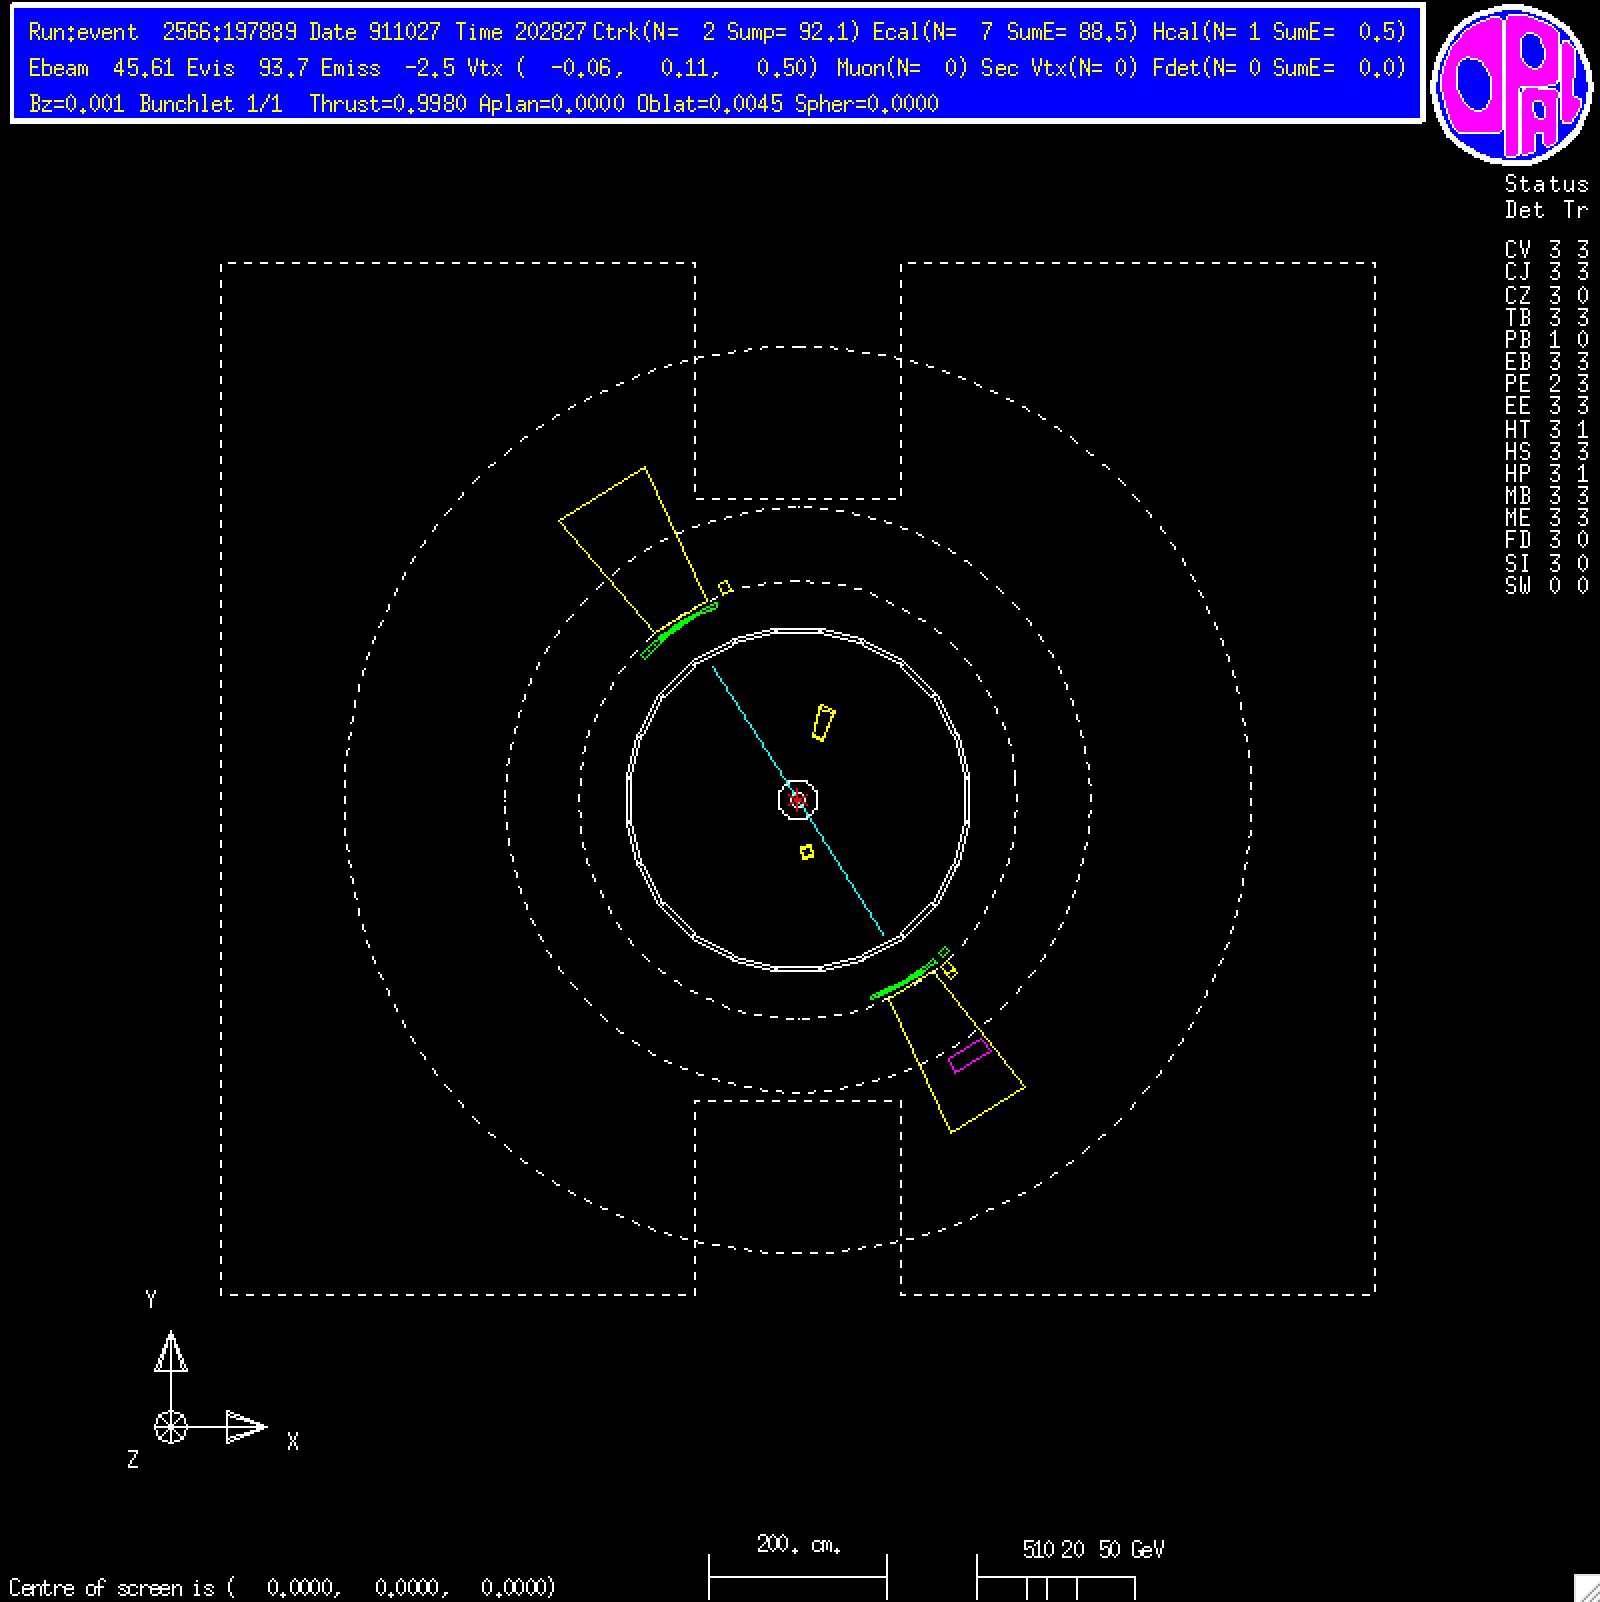 Run:event 2566:197889 Date 911027 Time 202827 Ctrk(N= 2 Sump= 92.1) Ecal(N= 7 SumE= 88.5) Hcal(N= 1 SumE= 0.5)
Ebeam 45.61 Evis 93.7 Emiss -2.5 Vtx ( -0.06, 0.11, 0.50) Muon(N= 0) Sec Vtx(N= 0) Fdet(N= 0 SumE= 0.0)
Bz=0.001 Bunchlet 1/1 Thrust=0.9980 Aplan=0.0000 Oblat=0.0045 Spher=0.0000
OPAL
Status
Det Tr
CV 3 3
CJ 3 3
CZ 3 0
TB 3 3
PB 1 0
EB 3 3
PE 2 3
EE 3 3
HT 3 1
HS 3 3
HP 3 1
MB 3 3
ME 3 3
FD 3 0
SI 3 0
SW 0 0
Y
X
Z
200. cm.
5 10 20 50 GeV
Centre of screen is ( 0.0000, 0.0000, 0.0000)